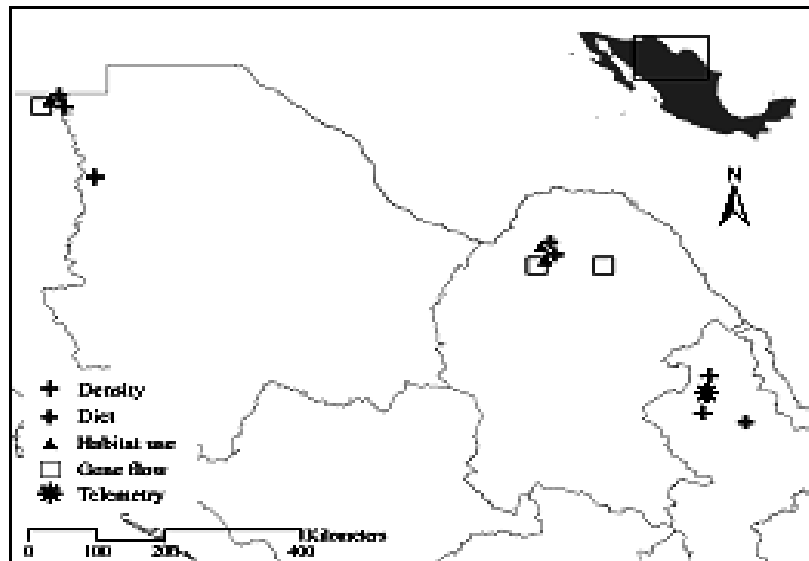 N
Density
Diet
Habitat use
Gene flow
Telemetry
Kilometers
0 100 200 400